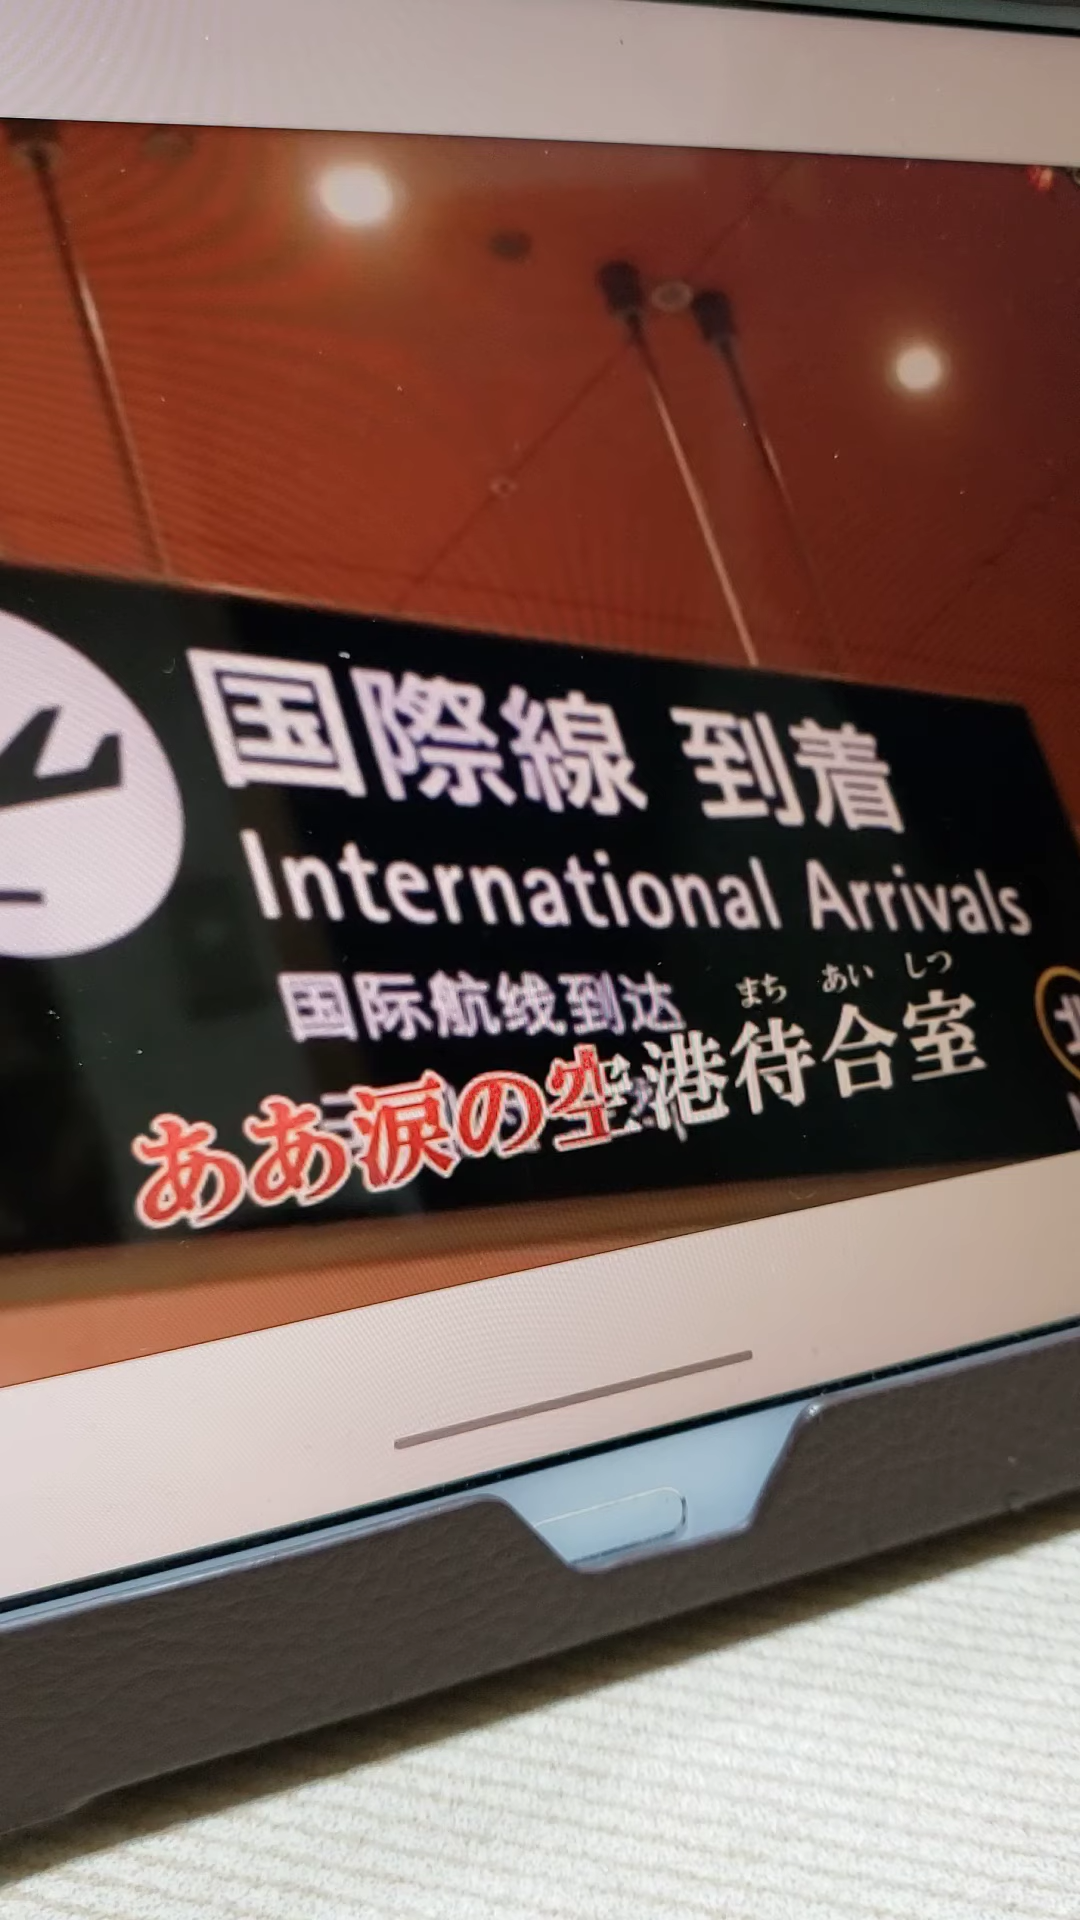 国際線 到着
International Arrivals
国际航线到达
まち あい しつ
ああ涙の空港待合室
北